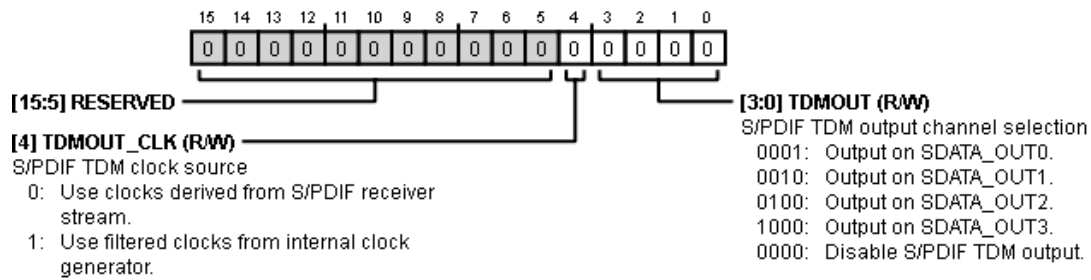 15 14 13 12 11 10 9 8 7 6 5 4 3 2 1 0
0 0 0 0 0 0 0 0 0 0 0 0 0 0 0 0
[15:5] RESERVED
[4] TDMOUT_CLK (R/W)
S/PDIF TDM clock source
0: Use clocks derived from S/PDIF receiver
stream.
1: Use filtered clocks from internal clock
generator.
[3:0] TDMOUT (R/W)
S/PDIF TDM output channel selection
0001: Output on SDATA_OUT0.
0010: Output on SDATA_OUT1.
0100: Output on SDATA_OUT2.
1000: Output on SDATA_OUT3.
0000: Disable S/PDIF TDM output.